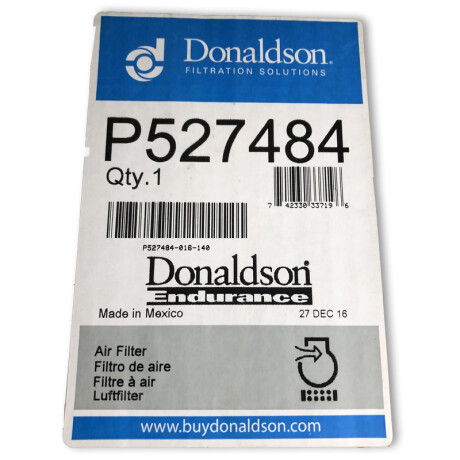 Donaldson.
FILTRATION SOLUTIONS
P527484
Qty.1
7 42330 33719 6
P527484-016-140
Donaldson®
Endurance
Made in Mexico 27 DEC 16
Air Filter
Filtro de aire
Filtre à air
Luftfilter
www.buydonaldson.com